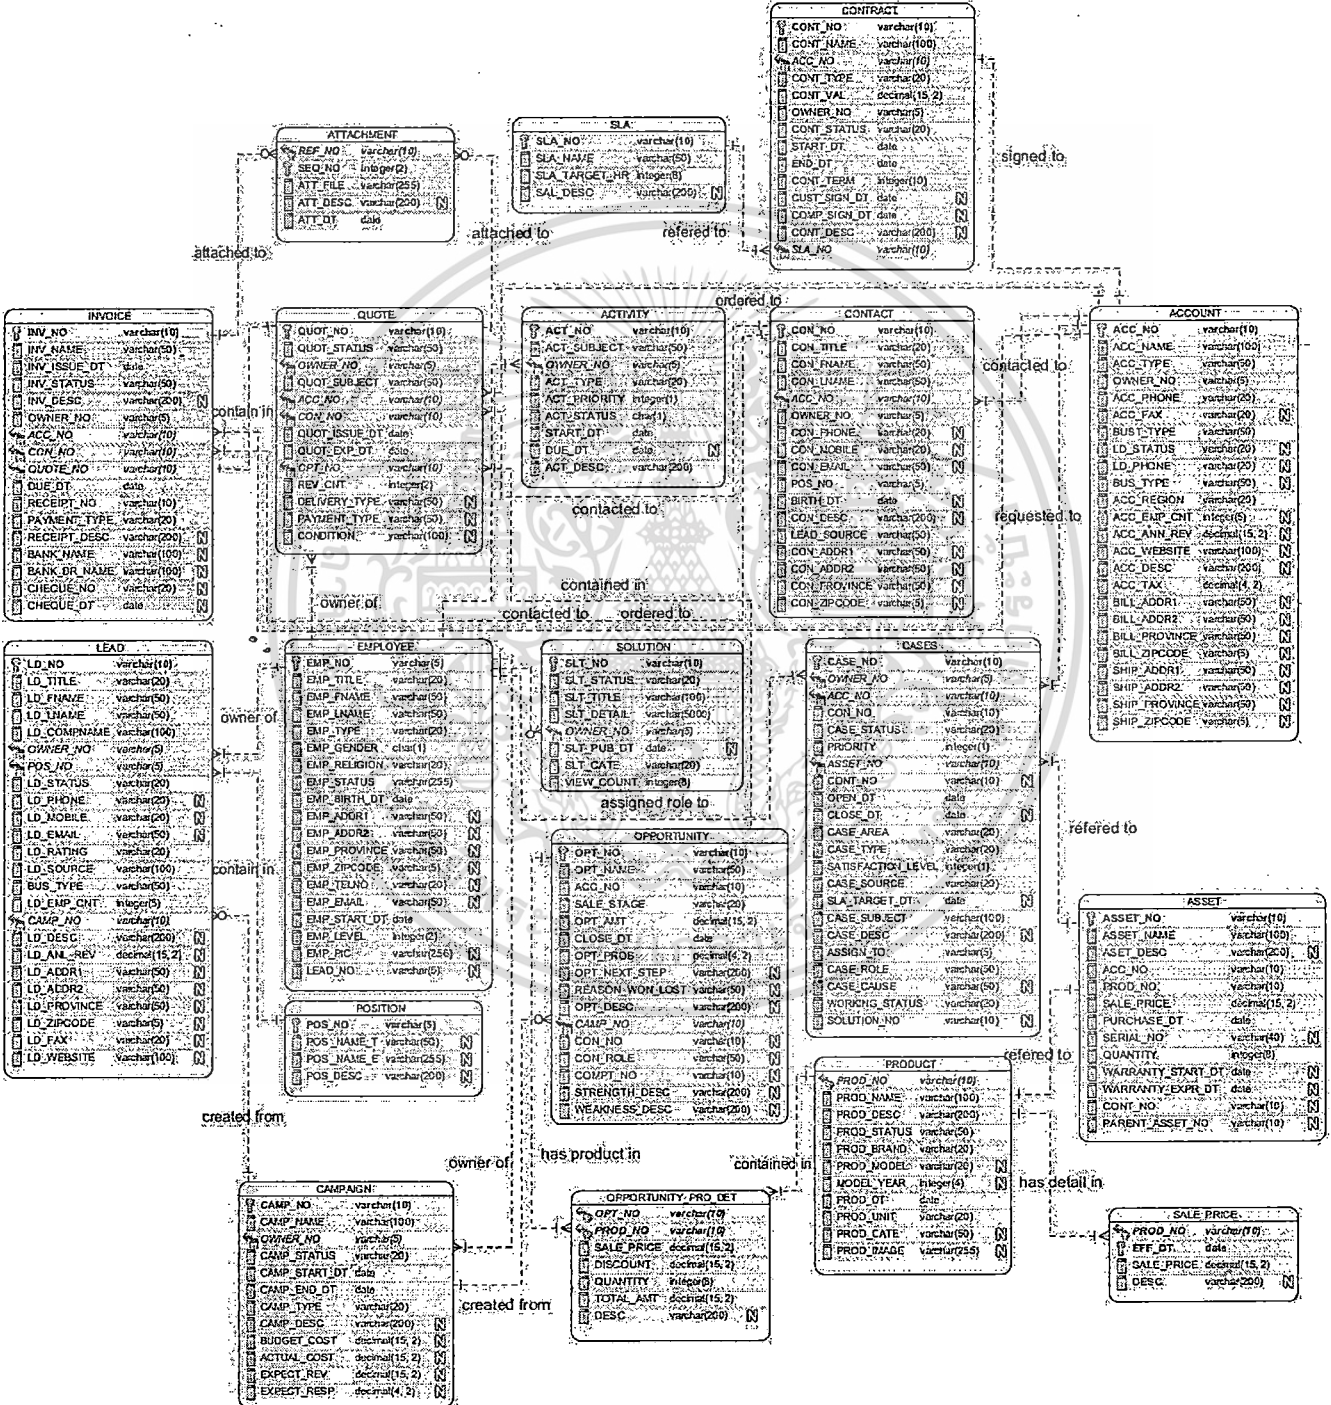 CONTRACT
CONT_NO varchar(10)
CONT_NAME varchar(100)
ACC_NO varchar(10)
CONT_TYPE varchar(20)
CONT_VAL decimal(15, 2)
OWNER_NO varchar(5)
CONT_STATUS varchar(20)
START_DT date
END_DT date
CONT_TERM integer(10)
CUST_SIGN_DT date N
COMP_SIGN_DT date N
CONT_DESC varchar(200) N
SLA_NO varchar(10)
signed to
ATTACHMENT
REF_NO varchar(10)
SEQ_NO integer(2)
ATT_FILE varchar(255)
ATT_DESC varchar(200) N
ATT_DT date
SLA
SLA_NO varchar(10)
SLA_NAME varchar(50)
SLA_TARGET_HR integer(8)
SAL_DESC varchar(200) N
attached to
attached to
refered to
INVOICE
INV_NO varchar(10)
INV_NAME varchar(50)
INV_ISSUE_DT date
INV_STATUS varchar(50)
INV_DESC varchar(200) N
OWNER_NO varchar(5)
ACC_NO varchar(10)
CON_NO varchar(10)
QUOTE_NO varchar(10)
DUE_DT date
RECEIPT_NO varchar(10)
PAYMENT_TYPE varchar(20)
RECEIPT_DESC varchar(200) N
BANK_NAME varchar(100) N
BANK_BR_NAME varchar(100) N
CHEQUE_NO varchar(20) N
CHEQUE_DT date N
contain in
QUOTE
QUOT_NO varchar(10)
QUOT_STATUS varchar(50)
OWNER_NO varchar(5)
QUOT_SUBJECT varchar(50)
ACC_NO varchar(10)
CON_NO varchar(10)
QUOT_ISSUE_DT date
QUOT_EXP_DT date
OPT_NO varchar(10)
REV_CNT integer(2)
DELIVERY_TYPE varchar(50) N
PAYMENT_TYPE varchar(50) N
CONDITION varchar(100) N
ACTIVITY
ACT_NO varchar(10)
ACT_SUBJECT varchar(50)
OWNER_NO varchar(5)
ACT_TYPE varchar(20)
ACT_PRIORITY integer(1)
ACT_STATUS char(1)
START_DT date
DUE_DT date N
ACT_DESC varchar(200)
ordered to
CONTACT
CON_NO varchar(10)
CON_TITLE varchar(20)
CON_FNAME varchar(50)
CON_LNAME varchar(50)
ACC_NO varchar(10)
OWNER_NO varchar(5)
CON_PHONE varchar(20) N
CON_MOBILE varchar(20) N
CON_EMAIL varchar(50) N
POS_NO varchar(5)
BIRTH_DT date N
CON_DESC varchar(200) N
LEAD_SOURCE varchar(50)
CON_ADDR1 varchar(50) N
CON_ADDR2 varchar(50) N
CON_PROVINCE varchar(50) N
CON_ZIPCODE varchar(5) N
contacted to
requested to
ACCOUNT
ACC_NO varchar(10)
ACC_NAME varchar(100)
ACC_TYPE varchar(50)
OWNER_NO varchar(5)
ACC_PHONE varchar(20)
ACC_FAX varchar(20) N
BUST_TYPE varchar(50)
LD_STATUS varchar(20) N
LD_PHONE varchar(20) N
BUS_TYPE varchar(50) N
ACC_REGION varchar(25)
ACC_EMP_CNT integer(5) N
ACC_ANN_REV decimal(15, 2) N
ACC_WEBSITE varchar(100) N
ACC_DESC varchar(200) N
ACC_TAX decimal(4, 2)
BILL_ADDR1 varchar(50) N
BILL_ADDR2 varchar(50) N
BILL_PROVINCE varchar(50) N
BILL_ZIPCODE varchar(5) N
SHIP_ADDR1 varchar(50) N
SHIP_ADDR2 varchar(50) N
SHIP_PROVINCE varchar(50) N
SHIP_ZIPCODE varchar(5) N
contacted to
contained in
owner of
contacted to
ordered to
LEAD
LD_NO varchar(10)
LD_TITLE varchar(20)
LD_FNAME varchar(50)
LD_LNAME varchar(50)
LD_COMPNAME varchar(100)
OWNER_NO varchar(5)
POS_NO varchar(5)
LD_STATUS varchar(20)
LD_PHONE varchar(20) N
LD_MOBILE varchar(20) N
LD_EMAIL varchar(50) N
LD_RATING varchar(20)
LD_SOURCE varchar(100)
BUS_TYPE varchar(50)
LD_EMP_CNT integer(5)
CAMP_NO varchar(10)
LD_DESC varchar(200) N
LD_ANL_REV decimal(15, 2) N
LD_ADDR1 varchar(50) N
LD_ADDR2 varchar(50) N
LD_PROVINCE varchar(50) N
LD_ZIPCODE varchar(5) N
LD_FAX varchar(20) N
LD_WEBSITE varchar(100) N
owner of
contain in
EMPLOYEE
EMP_NO varchar(5)
EMP_TITLE varchar(20)
EMP_FNAME varchar(50)
EMP_LNAME varchar(50)
EMP_TYPE varchar(20)
EMP_GENDER char(1)
EMP_RELIGION varchar(20)
EMP_STATUS varchar(255)
EMP_BIRTH_DT date
EMP_ADDR1 varchar(50) N
EMP_ADDR2 varchar(50) N
EMP_PROVINCE varchar(50) N
EMP_ZIPCODE varchar(5) N
EMP_TELNO varchar(20) N
EMP_EMAIL varchar(50) N
EMP_START_DT date
EMP_LEVEL integer(2) N
EMP_PIC varchar(256) N
LEAD_NO varchar(5) N
POSITION
POS_NO varchar(5)
POS_NAME_T varchar(50) N
POS_NAME_E varchar(255) N
POS_DESC varchar(200) N
SOLUTION
SLT_NO varchar(10)
SLT_STATUS varchar(20)
SLT_TITLE varchar(100)
SLT_DETAIL varchar(5000)
OWNER_NO varchar(5)
SLT_PUB_DT date N
SLT_CATE varchar(20)
VIEW_COUNT integer(8)
assigned role to
OPPORTUNITY
OPT_NO varchar(10)
OPT_NAME varchar(50)
ACC_NO varchar(10)
SALE_STAGE varchar(20)
OPT_AMT decimal(15, 2)
CLOSE_DT date
OPT_PROB decimal(4, 2)
OPT_NEXT_STEP varchar(200) N
REASON_WON_LOST varchar(50) N
OPT_DESC varchar(200) N
CAMP_NO varchar(10)
CON_NO varchar(10) N
CON_ROLE varchar(50) N
COMPT_NO varchar(10) N
STRENGTH_DESC varchar(200) N
WEAKNESS_DESC varchar(200) N
CASES
CASE_NO varchar(10)
OWNER_NO varchar(5)
ACC_NO varchar(10)
CON_NO varchar(10)
CASE_STATUS varchar(20)
PRIORITY integer(1)
ASSET_NO varchar(10)
CONT_NO varchar(10) N
OPEN_DT date
CLOSE_DT date N
CASE_AREA varchar(20)
CASE_TYPE varchar(20)
SATISFACTION_LEVEL integer(1)
CASE_SOURCE varchar(20)
SLA_TARGET_DT date N
CASE_SUBJECT varchar(100)
CASE_DESC varchar(200) N
ASSIGN_TO varchar(5)
CASE_ROLE varchar(50)
CASE_CAUSE varchar(50) N
WORKING_STATUS varchar(20)
SOLUTION_NO varchar(10) N
refered to
ASSET
ASSET_NO varchar(10)
ASSET_NAME varchar(100)
ASET_DESC varchar(200) N
ACC_NO varchar(10)
PROD_NO varchar(10)
SALE_PRICE decimal(15, 2)
PURCHASE_DT date
SERIAL_NO varchar(40) N
QUANTITY integer(8)
WARRANTY_START_DT date N
WARRANTY_EXPR_DT date N
CONT_NO varchar(10) N
PARENT_ASSET_NO varchar(10) N
refered to
PRODUCT
PROD_NO varchar(10)
PROD_NAME varchar(100)
PROD_DESC varchar(200)
PROD_STATUS varchar(50)
PROD_BRAND varchar(20)
PROD_MODEL varchar(20) N
MODEL_YEAR integer(4) N
PROD_DT date
PROD_UNIT varchar(20)
PROD_CATE varchar(50) N
PROD_IMAGE varchar(255) N
created from
owner of
has product in
contained in
has detail in
CAMPAIGN
CAMP_NO varchar(10)
CAMP_NAME varchar(100)
OWNER_NO varchar(5)
CAMP_STATUS varchar(20)
CAMP_START_DT date
CAMP_END_DT date
CAMP_TYPE varchar(20)
CAMP_DESC varchar(200) N
BUDGET_COST decimal(15, 2) N
ACTUAL_COST decimal(15, 2) N
EXPECT_REV decimal(15, 2) N
EXPECT_RESP decimal(4, 2) N
created from
OPPORTUNITY_PRO_DET
OPT_NO varchar(10)
PROD_NO varchar(10)
SALE_PRICE decimal(15, 2)
DISCOUNT decimal(15, 2)
QUANTITY integer(8)
TOTAL_AMT decimal(15, 2)
DESC varchar(200) N
SALE_PRICE
PROD_NO varchar(10)
EFF_DT date
SALE_PRICE decimal(15, 2)
DESC varchar(200) N